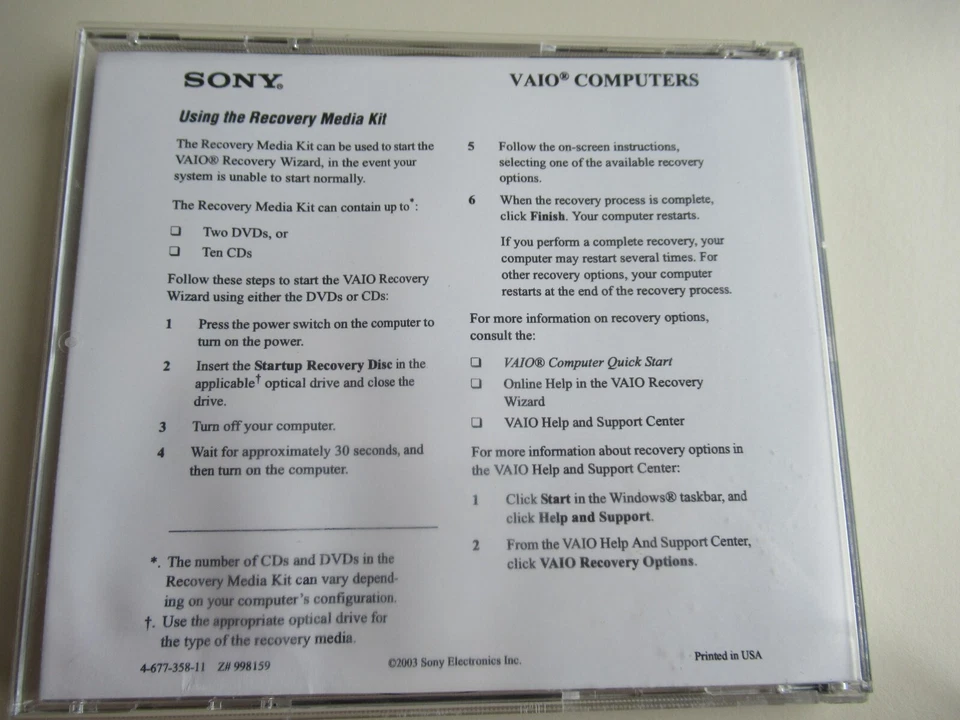 SONY®
VAIO® COMPUTERS
Using the Recovery Media Kit
The Recovery Media Kit can be used to start the
VAIO® Recovery Wizard, in the event your
system is unable to start normally.
The Recovery Media Kit can contain up to*:
❑ Two DVDs, or
❑ Ten CDs
Follow these steps to start the VAIO Recovery
Wizard using either the DVDs or CDs:
1 Press the power switch on the computer to
turn on the power.
2 Insert the Startup Recovery Disc in the
applicable† optical drive and close the
drive.
3 Turn off your computer.
4 Wait for approximately 30 seconds, and
then turn on the computer.
*. The number of CDs and DVDs in the
Recovery Media Kit can vary depend-
ing on your computer's configuration.
†. Use the appropriate optical drive for
the type of the recovery media.
5 Follow the on-screen instructions,
selecting one of the available recovery
options.
6 When the recovery process is complete,
click Finish. Your computer restarts.
If you perform a complete recovery, your
computer may restart several times. For
other recovery options, your computer
restarts at the end of the recovery process.
For more information on recovery options,
consult the:
❑ VAIO® Computer Quick Start
❑ Online Help in the VAIO Recovery
Wizard
❑ VAIO Help and Support Center
For more information about recovery options in
the VAIO Help and Support Center:
1 Click Start in the Windows® taskbar, and
click Help and Support.
2 From the VAIO Help And Support Center,
click VAIO Recovery Options.
4-677-358-11 Z# 998159
©2003 Sony Electronics Inc.
Printed in USA